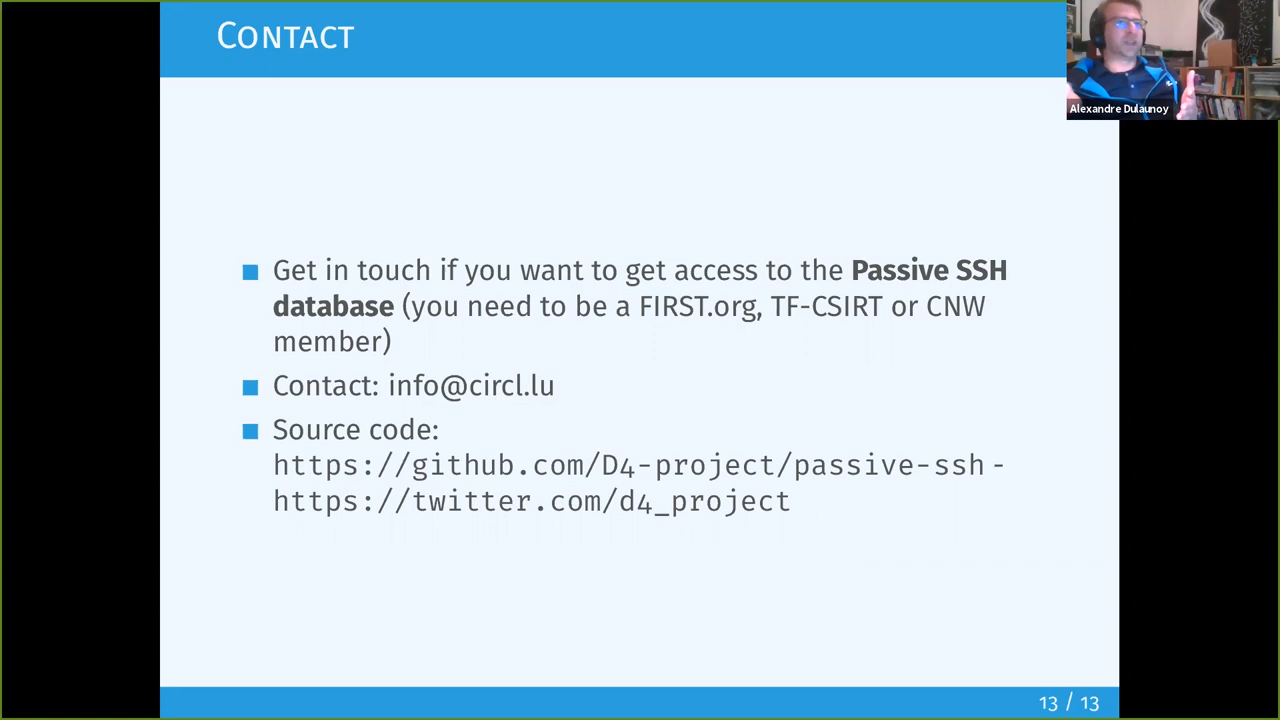 CONTACT
Alexandre Dulaunoy
■ Get in touch if you want to get access to the Passive SSH
database (you need to be a FIRST.org, TF-CSIRT or CNW
member)
■ Contact: info@circl.lu
■ Source code:
https://github.com/D4-project/passive-ssh -
https://twitter.com/d4_project
13 / 13